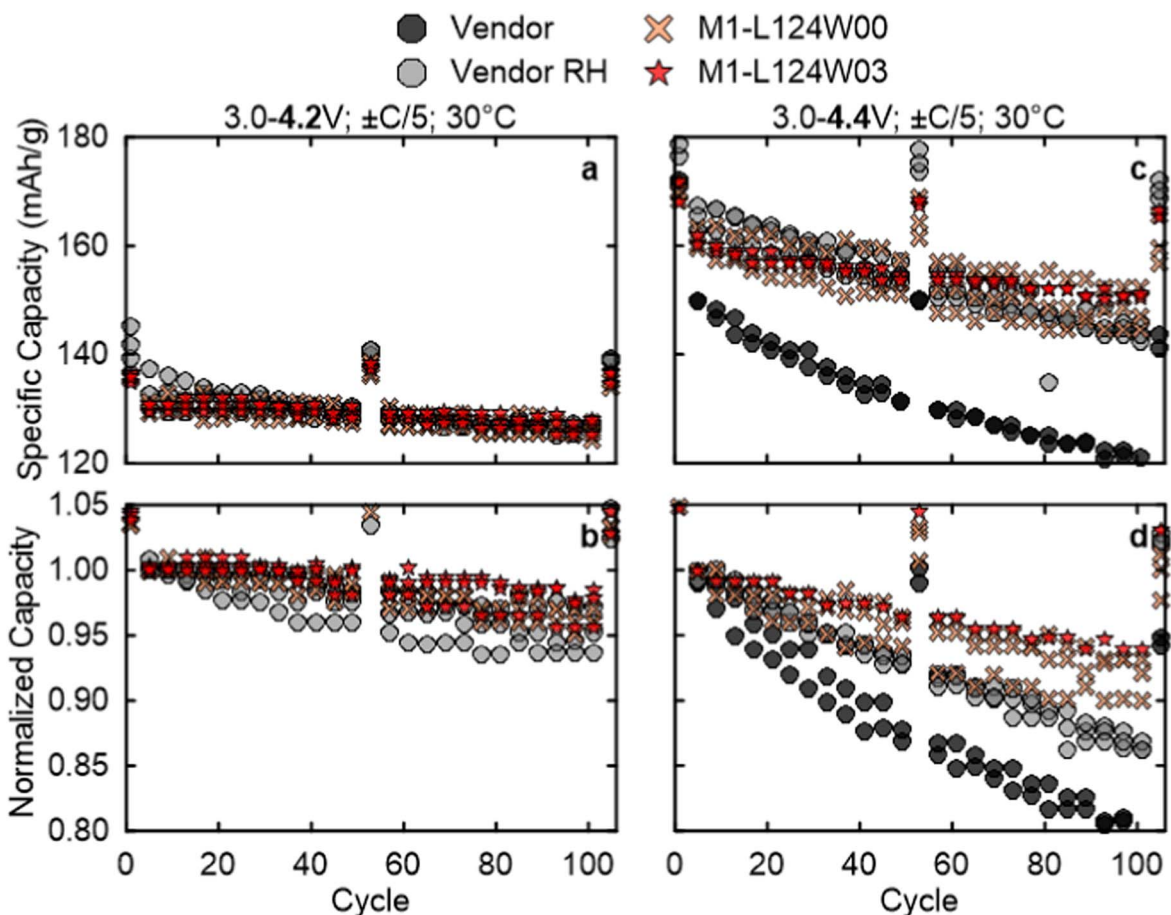 Vendor
M1-L124W00
Vendor RH
M1-L124W03
3.0-4.2V; ±C/5; 30°C
3.0-4.4V; ±C/5; 30°C
Specific Capacity (mAh/g)
180
160
140
120
a
c
Normalized Capacity
1.05
1.00
0.95
0.90
0.85
0.80
b
d
0
20
40
60
80
100
0
20
40
60
80
100
Cycle
Cycle